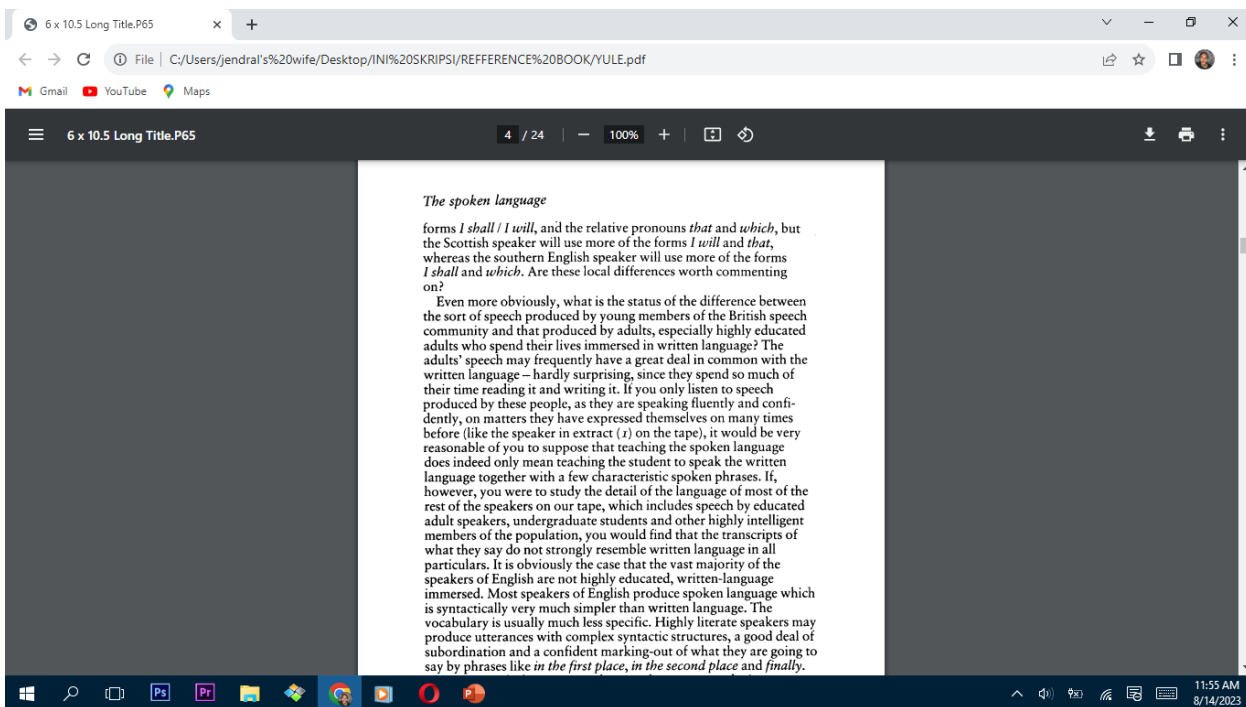 6 x 10.5 Long Title.P65
File | C:/Users/jendral's%20wife/Desktop/INI%20SKRIPSI/REFFERENCE%20BOOK/YULE.pdf
Gmail YouTube Maps
6 x 10.5 Long Title.P65 4 / 24 100%
The spoken language
forms I shall / I will, and the relative pronouns that and which, but
the Scottish speaker will use more of the forms I will and that,
whereas the southern English speaker will use more of the forms
I shall and which. Are these local differences worth commenting
on?
Even more obviously, what is the status of the difference between
the sort of speech produced by young members of the British speech
community and that produced by adults, especially highly educated
adults who spend their lives immersed in written language? The
adults' speech may frequently have a great deal in common with the
written language – hardly surprising, since they spend so much of
their time reading it and writing it. If you only listen to speech
produced by these people, as they are speaking fluently and confi-
dently, on matters they have expressed themselves on many times
before (like the speaker in extract (1) on the tape), it would be very
reasonable of you to suppose that teaching the spoken language
does indeed only mean teaching the student to speak the written
language together with a few characteristic spoken phrases. If,
however, you were to study the detail of the language of most of the
rest of the speakers on our tape, which includes speech by educated
adult speakers, undergraduate students and other highly intelligent
members of the population, you would find that the transcripts of
what they say do not strongly resemble written language in all
particulars. It is obviously the case that the vast majority of the
speakers of English are not highly educated, written-language
immersed. Most speakers of English produce spoken language which
is syntactically very much simpler than written language. The
vocabulary is usually much less specific. Highly literate speakers may
produce utterances with complex syntactic structures, a good deal of
subordination and a confident marking-out of what they are going to
say by phrases like in the first place, in the second place and finally.
Ps Pr
11:55 AM
8/14/2023